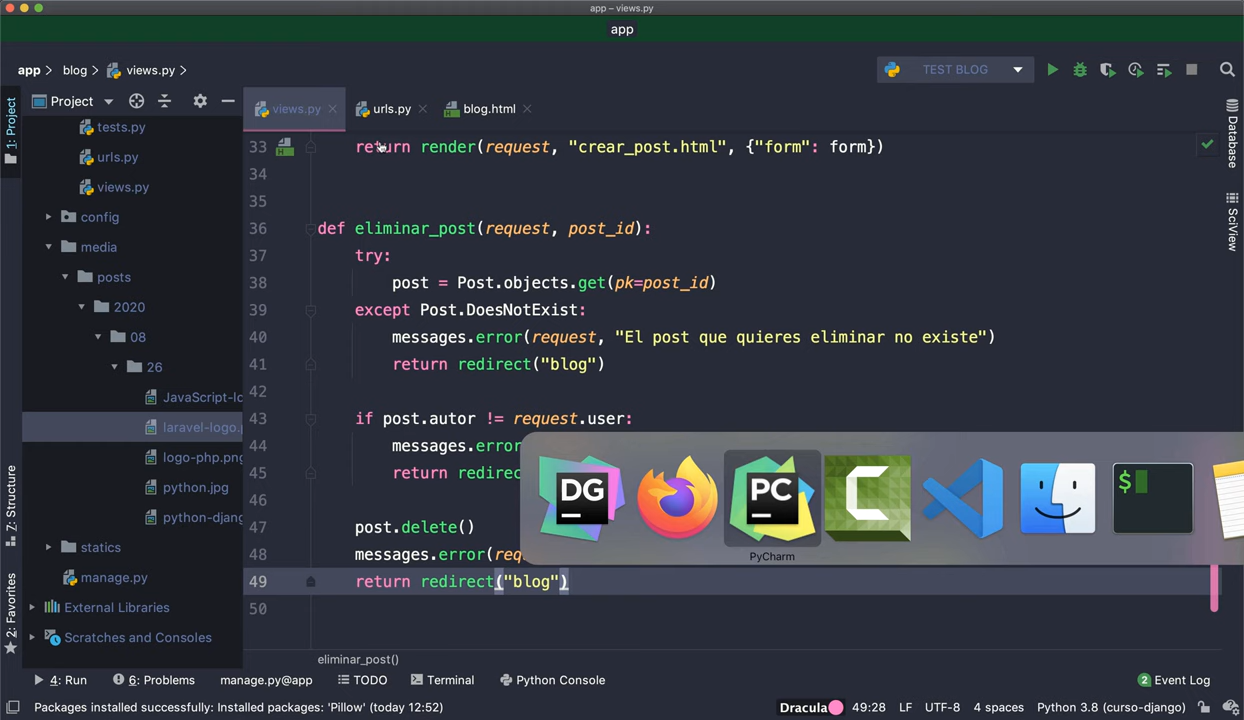 app – views.py
app
app > blog > views.py >
TEST BLOG
Project
views.py
urls.py
blog.html
1: Project
Z: Structure
2: Favorites
Database
SciView
tests.py
urls.py
views.py
config
media
posts
2020
08
26
JavaScript-lo
laravel-logo.p
logo-php.png
python.jpg
python-djang
statics
manage.py
External Libraries
Scratches and Consoles
33 return render(request, "crear_post.html", {"form": form})
34
35
36 def eliminar_post(request, post_id):
37 try:
38 post = Post.objects.get(pk=post_id)
39 except Post.DoesNotExist:
40 messages.error(request, "El post que quieres eliminar no existe")
41 return redirect("blog")
42
43 if post.autor != request.user:
44 messages.error
45 return redirec
46
47 post.delete()
48 messages.error(req
49 return redirect("blog")
50
DG
PC
C
$
PyCharm
eliminar_post()
4: Run
6: Problems
manage.py@app
TODO
Terminal
Python Console
2 Event Log
Packages installed successfully: Installed packages: 'Pillow' (today 12:52)
Dracula
49:28
LF
UTF-8
4 spaces
Python 3.8 (curso-django)